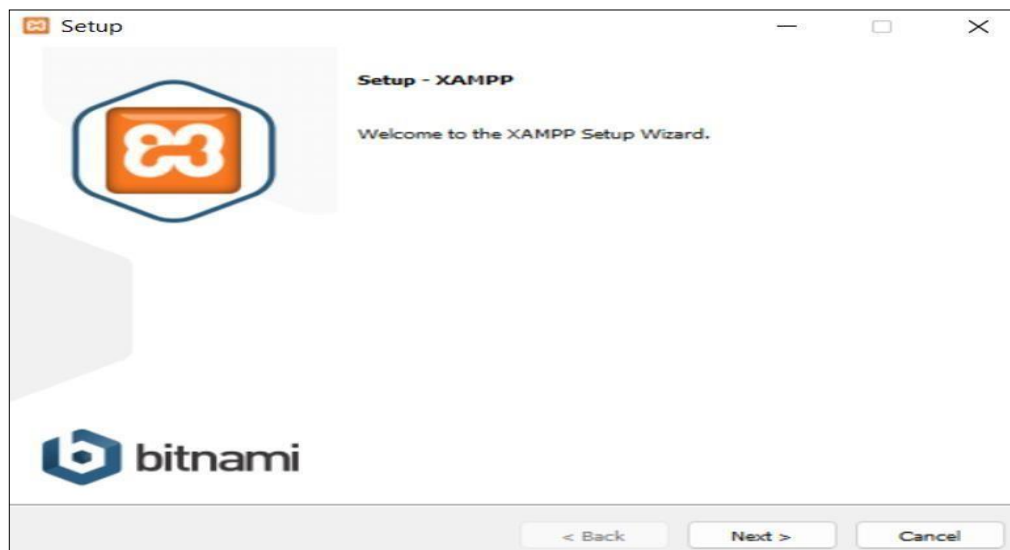 Setup
Setup - XAMPP
Welcome to the XAMPP Setup Wizard.
bitnami
< Back
Next >
Cancel